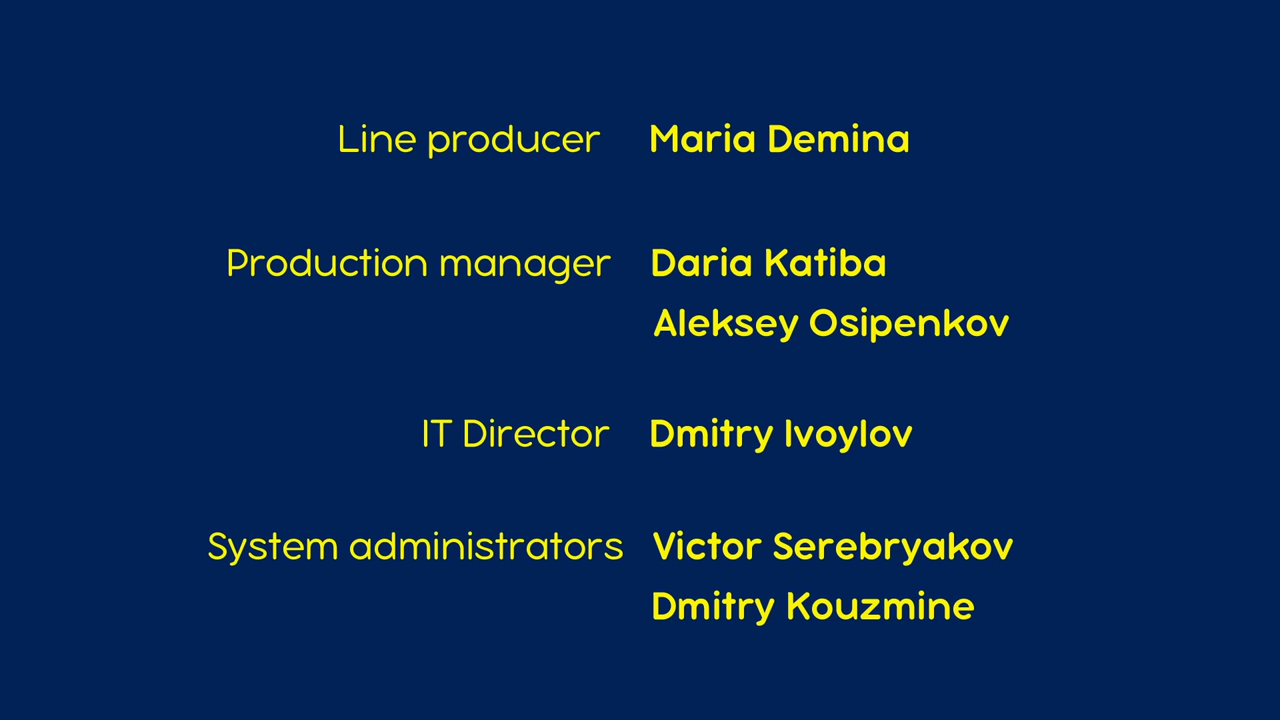 Line producer Maria Demina
Production manager Daria Katiba
Aleksey Osipenkov
IT Director Dmitry Ivoylov
System administrators Victor Serebryakov
Dmitry Kouzmine